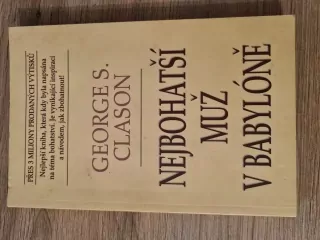 PŘES 3 MILIONY PRODANÝCH VÝTISKŮ
Nejlepší kniha, která kdy byla napsána
na téma bohatství. Je vynikající inspirací
a návodem, jak zbohatnout!
GEORGE S.
CLASON
NEJBOHATŠÍ
MUŽ
V BABYLÓNĚ